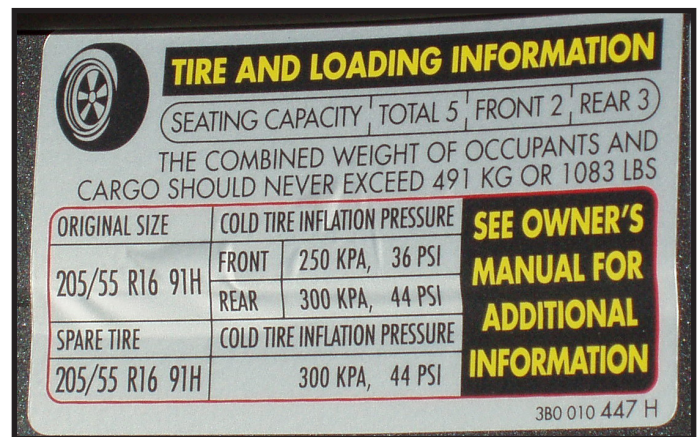 TIRE AND LOADING INFORMATION
SEATING CAPACITY TOTAL 5 FRONT 2 REAR 3
THE COMBINED WEIGHT OF OCCUPANTS AND
CARGO SHOULD NEVER EXCEED 491 KG OR 1083 LBS
ORIGINAL SIZE COLD TIRE INFLATION PRESSURE
205/55 R16 91H
FRONT 250 KPA, 36 PSI
REAR 300 KPA, 44 PSI
SPARE TIRE COLD TIRE INFLATION PRESSURE
205/55 R16 91H 300 KPA, 44 PSI
SEE OWNER'S
MANUAL FOR
ADDITIONAL
INFORMATION
3B0 010 447 H